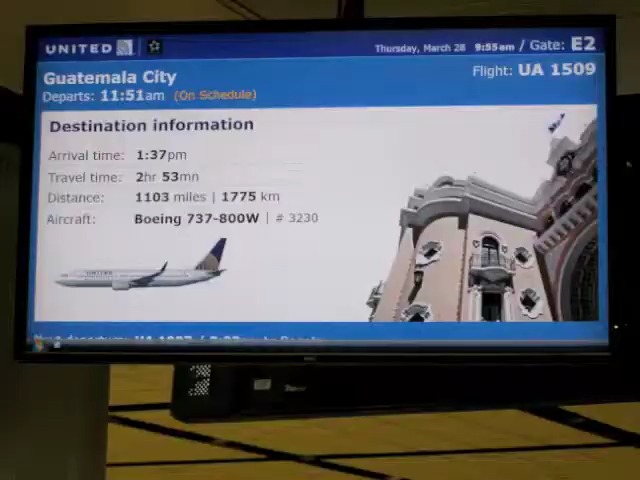 UNITED
Thursday, March 28 9:55am / Gate: E2
Guatemala City
Flight: UA 1509
Departs: 11:51am (On Schedule)
Destination information
Arrival time: 1:37pm
Travel time: 2hr 53mn
Distance: 1103 miles | 1775 km
Aircraft: Boeing 737-800W | # 3230
UNITED